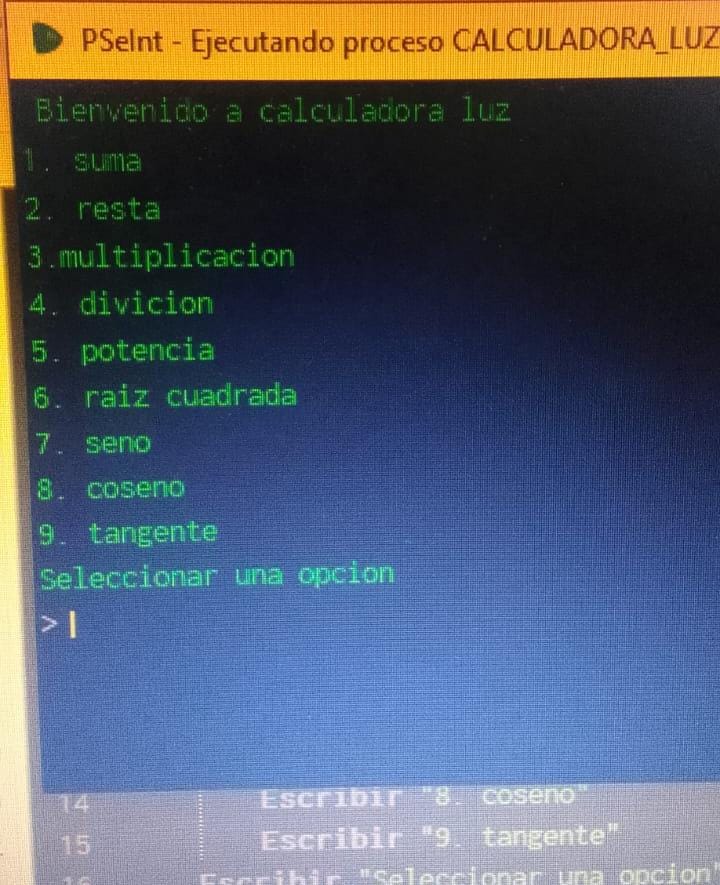 PSeInt - Ejecutando proceso CALCULADORA_LUZ
Bienvenido a calculadora luz
1. suma
2. resta
3.multiplicacion
4. divicion
5. potencia
6. raiz cuadrada
7. seno
8. coseno
9. tangente
Seleccionar una opcion
>
14 Escribir "8. coseno"
15 Escribir "9. tangente"
16 Escribir "Seleccionar una opcion"